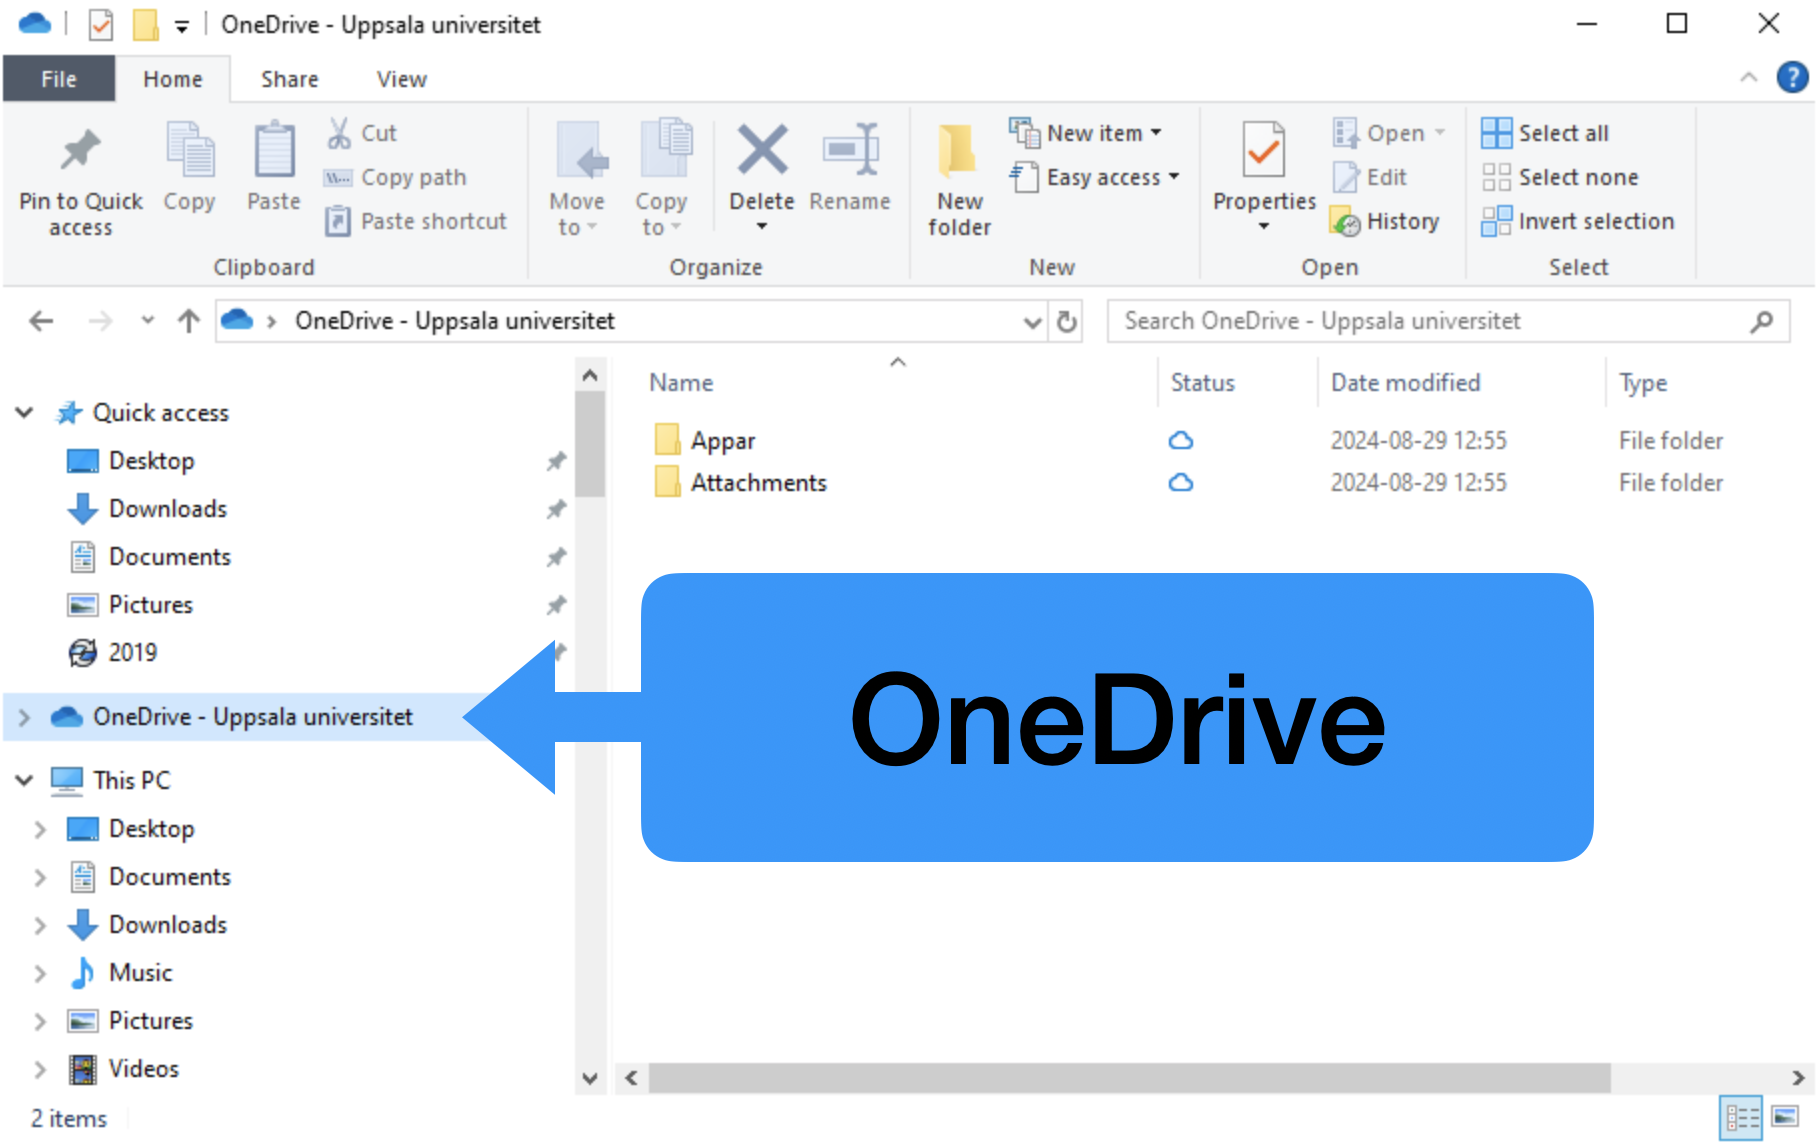 OneDrive - Uppsala universitet
File Home Share View
Pin to Quick access
Copy
Paste
Cut
Copy path
Paste shortcut
Clipboard
Move to
Copy to
Delete
Rename
Organize
New folder
New item
Easy access
New
Properties
Open
Edit
History
Open
Select all
Select none
Invert selection
Select
OneDrive - Uppsala universitet
Search OneDrive - Uppsala universitet
Quick access
Desktop
Downloads
Documents
Pictures
2019
OneDrive - Uppsala universitet
This PC
Desktop
Documents
Downloads
Music
Pictures
Videos
Name Status Date modified Type
Appar 2024-08-29 12:55 File folder
Attachments 2024-08-29 12:55 File folder
OneDrive
2 items